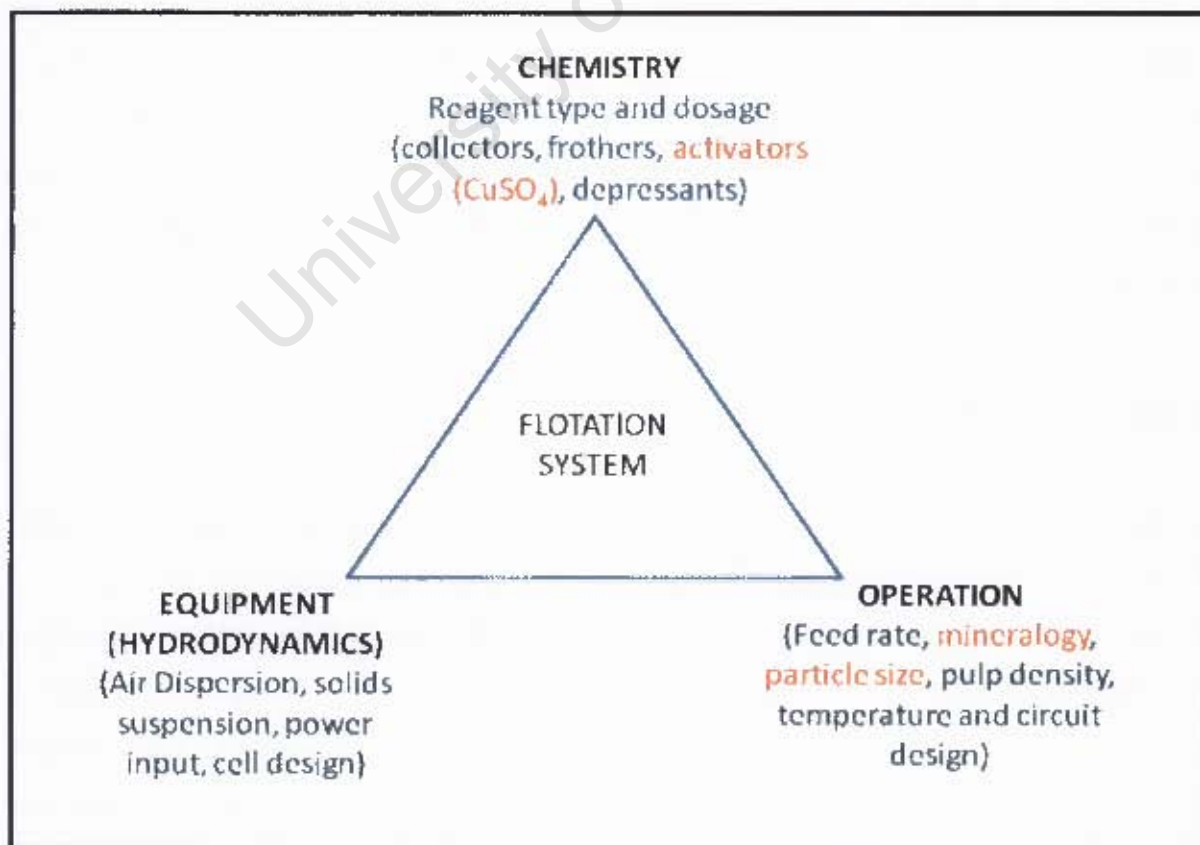 University o
CHEMISTRY
Reagent type and dosage
(collectors, frothers, activators
(CuSO₄), depressants)
FLOTATION
SYSTEM
EQUIPMENT
(HYDRODYNAMICS)
(Air Dispersion, solids
suspension, power
input, cell design)
OPERATION
(Feed rate, mineralogy,
particle size, pulp density,
temperature and circuit
design)